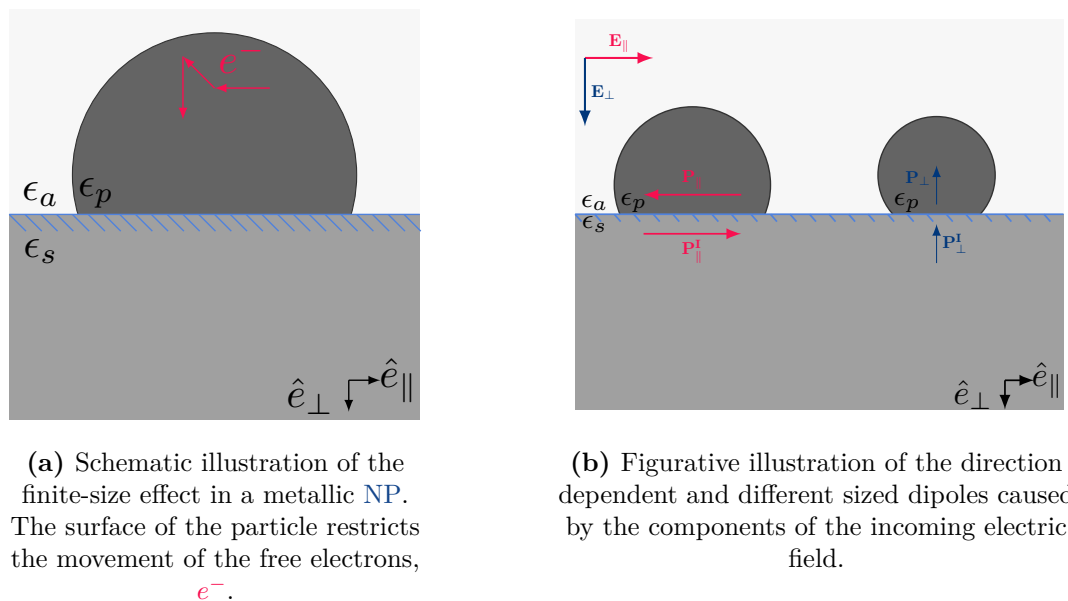 e⁻
ϵₐ
ϵₚ
ϵₛ
ê⊥
ê∥
E∥
E⊥
P∥
P⊥
ϵₐ
ϵₚ
ϵₚ
ϵₛ
Pᴵ∥
Pᴵ⊥
ê⊥
ê∥
(a) Schematic illustration of the
finite-size effect in a metallic NP.
The surface of the particle restricts
the movement of the free electrons,
e⁻.
(b) Figurative illustration of the direction
dependent and different sized dipoles caused
by the components of the incoming electric
field.